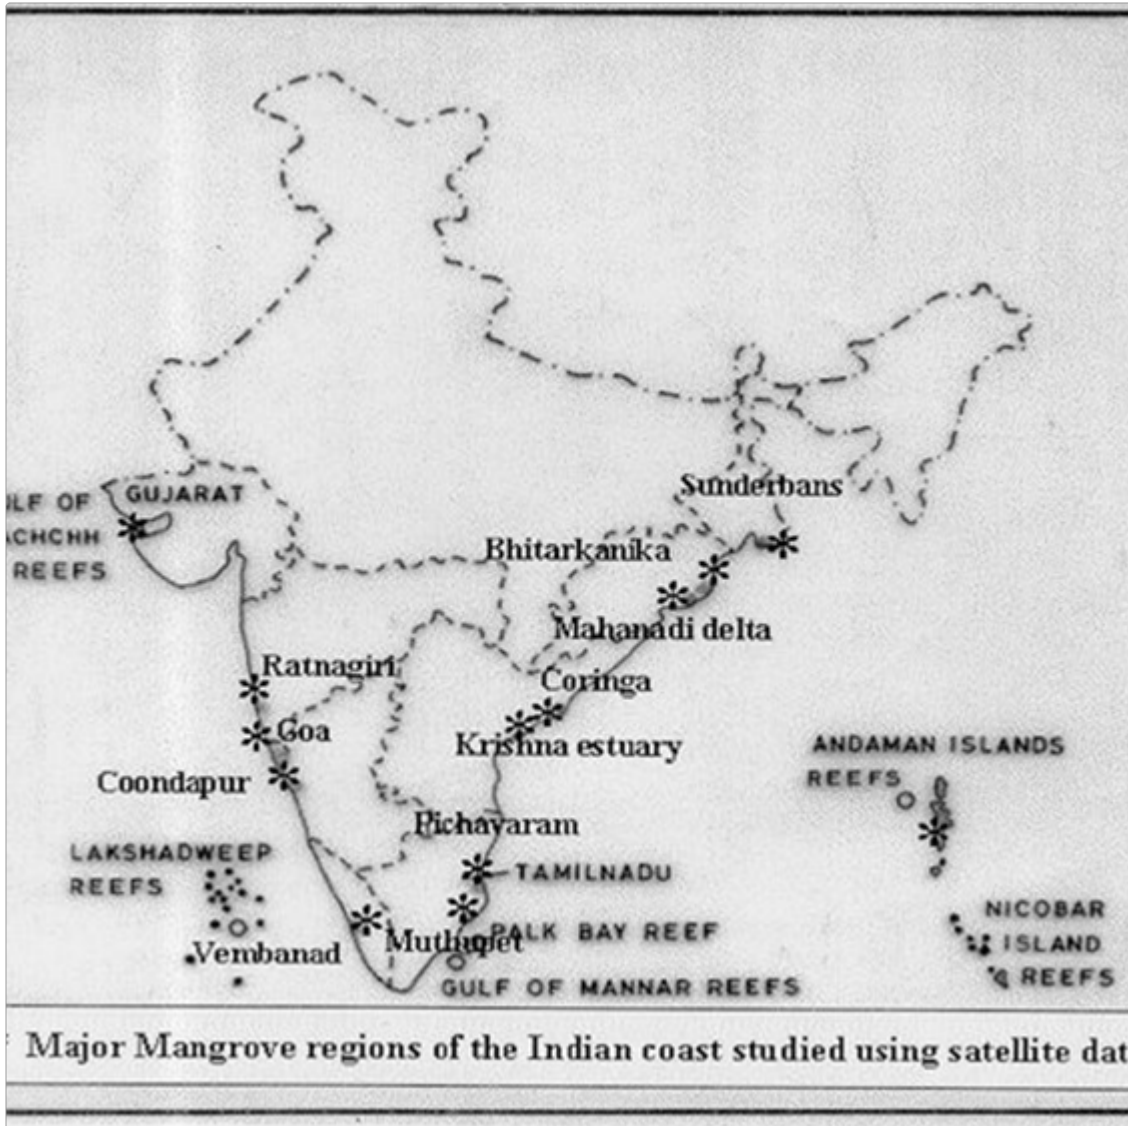 Sunderbans
GUJARAT
ULF OF
ACHCHH
REEFS
Bhitarkanika
Mahanadi delta
Ratnagiri
Coringa
Goa
Krishna estuary
ANDAMAN ISLANDS
REEFS
Coondapur
Pichavaram
LAKSHADWEEP
REEFS
TAMILNADU
NICOBAR
ISLAND
REEFS
PALK BAY REEF
Muthupet
Vembanad
GULF OF MANNAR REEFS
Major Mangrove regions of the Indian coast studied using satellite dat